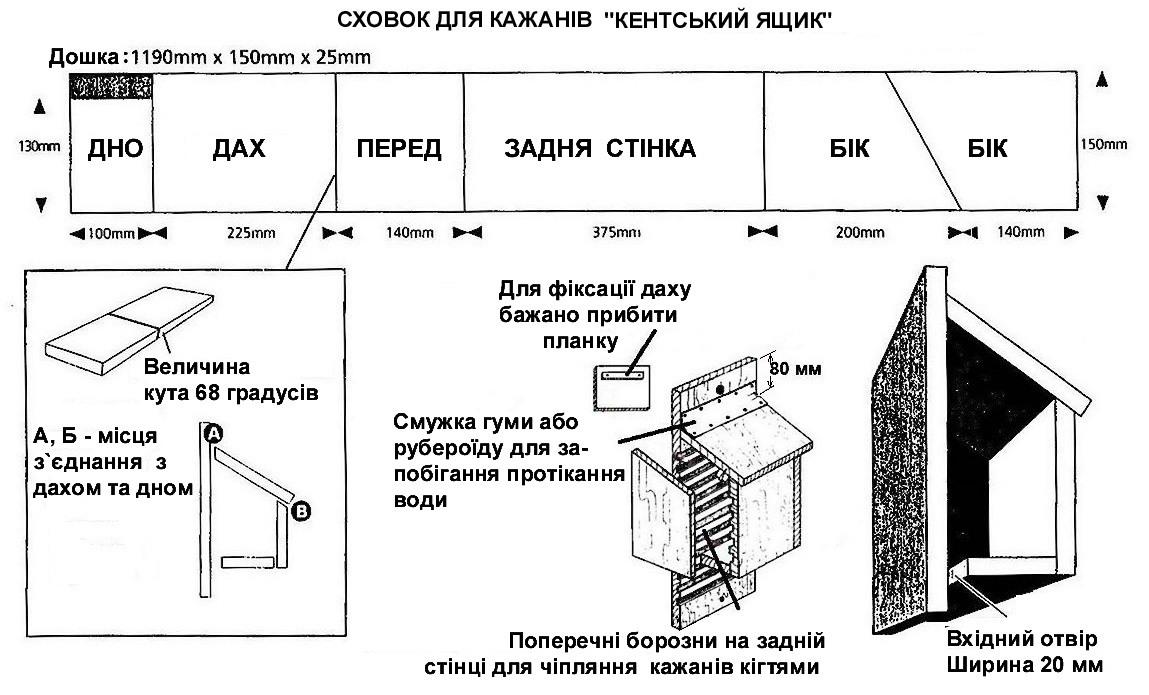 СХОВОК ДЛЯ КАЖАНІВ "КЕНТСЬКИЙ ЯЩИК"
Дошка: 1190mm x 150mm x 25mm
130mm
ДНО
ДАХ
ПЕРЕД
ЗАДНЯ СТІНКА
БІК
БІК
150mm
100mm
225mm
140mm
375mm
200mm
140mm
Величина
кута 68 градусів
А, Б - місця
з`єднання з
дахом та дном
A
B
Для фіксації даху
бажано прибити
планку
80 мм
Смужка гуми або
рубероїду для за-
побігання протікання
води
Поперечні борозни на задній
стінці для чіпляння кажанів кігтями
Вхідний отвір
Ширина 20 мм